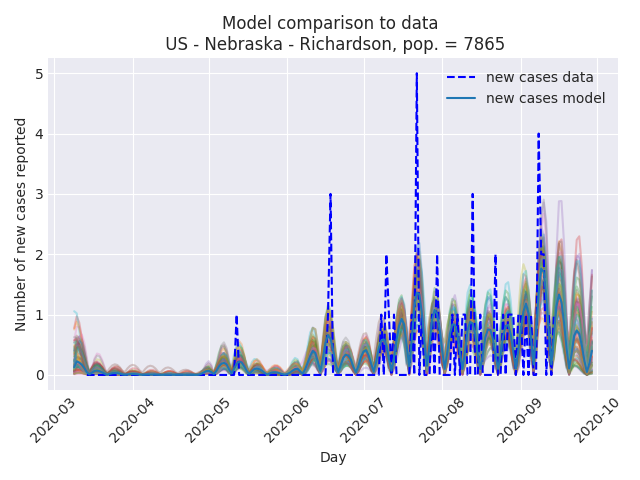 Model comparison to data
US - Nebraska - Richardson, pop. = 7865
new cases data
new cases model
Number of new cases reported
5
4
3
2
1
0
2020-03
2020-04
2020-05
2020-06
2020-07
2020-08
2020-09
2020-10
Day